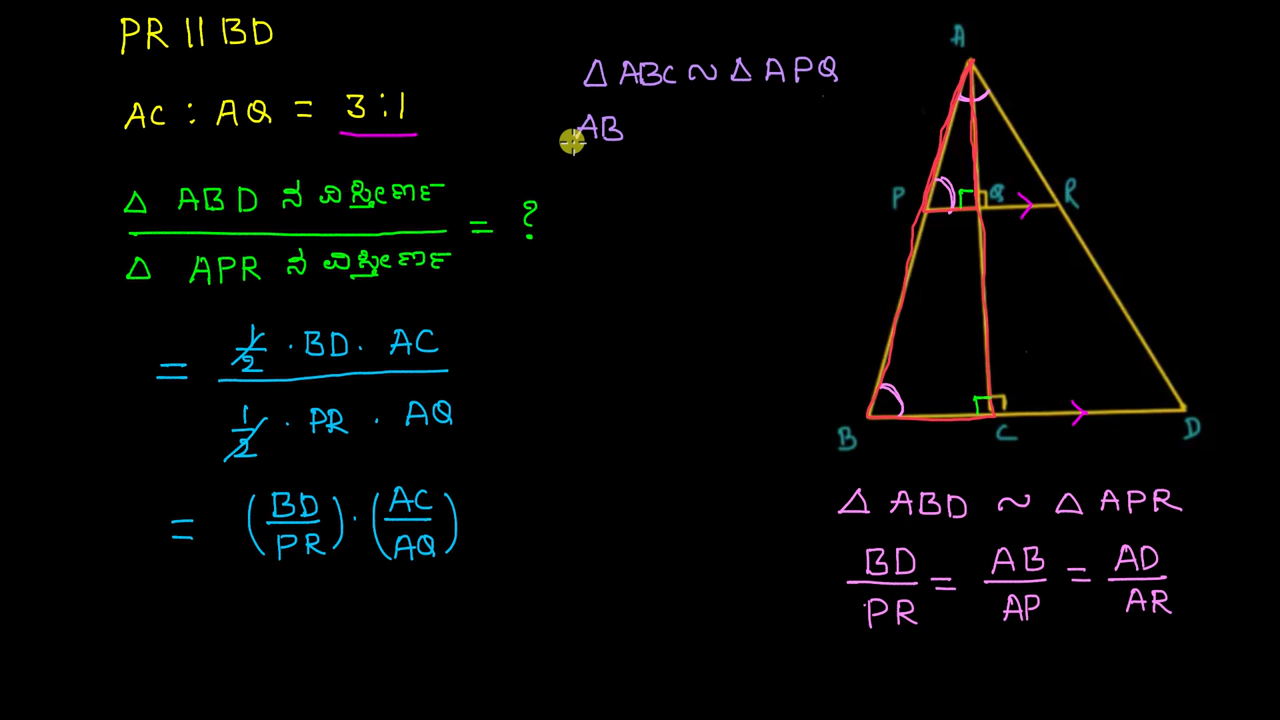 PR || BD
AC : AQ = 3 : 1
△ ABD ನ ವಿಸ್ತೀರ್ಣ
△ APR ನ ವಿಸ್ತೀರ್ಣ
= ?
= 1/2 · BD · AC
1/2 · PR · AQ
= (BD/PR) · (AC/AQ)
△ ABC ~ △ APQ
AB
A
P
Q
R
B
C
D
△ ABD ~ △ APR
BD/PR = AB/AP = AD/AR